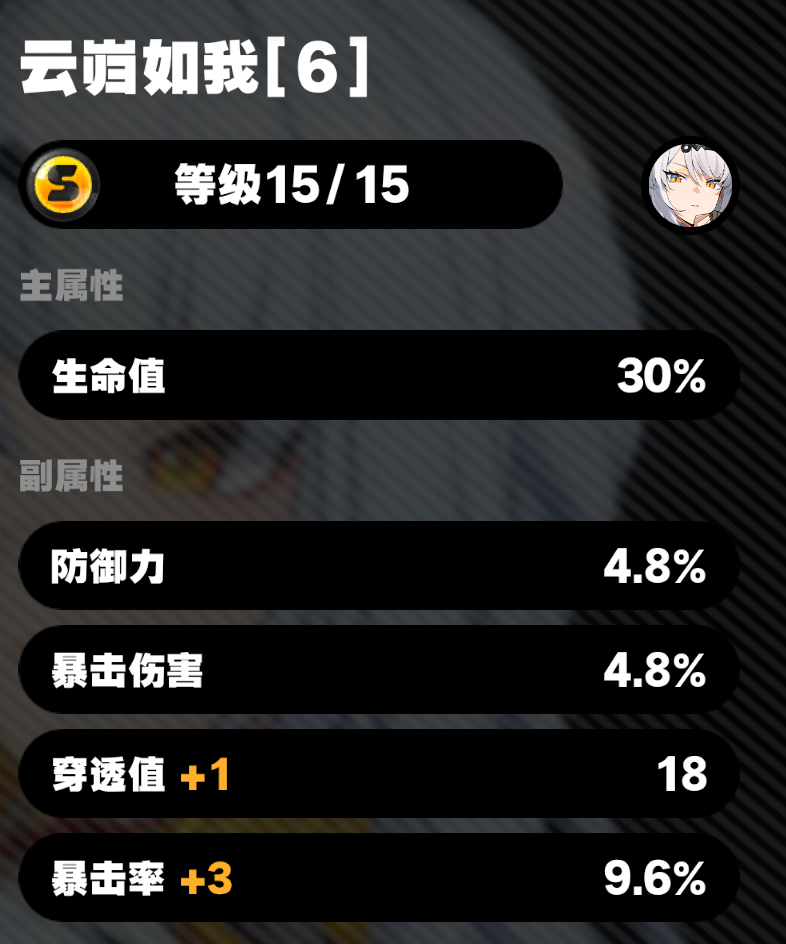 云岿如我[6]
S 等级15/15
主属性
生命值 30%
副属性
防御力 4.8%
暴击伤害 4.8%
穿透值 +1 18
暴击率 +3 9.6%